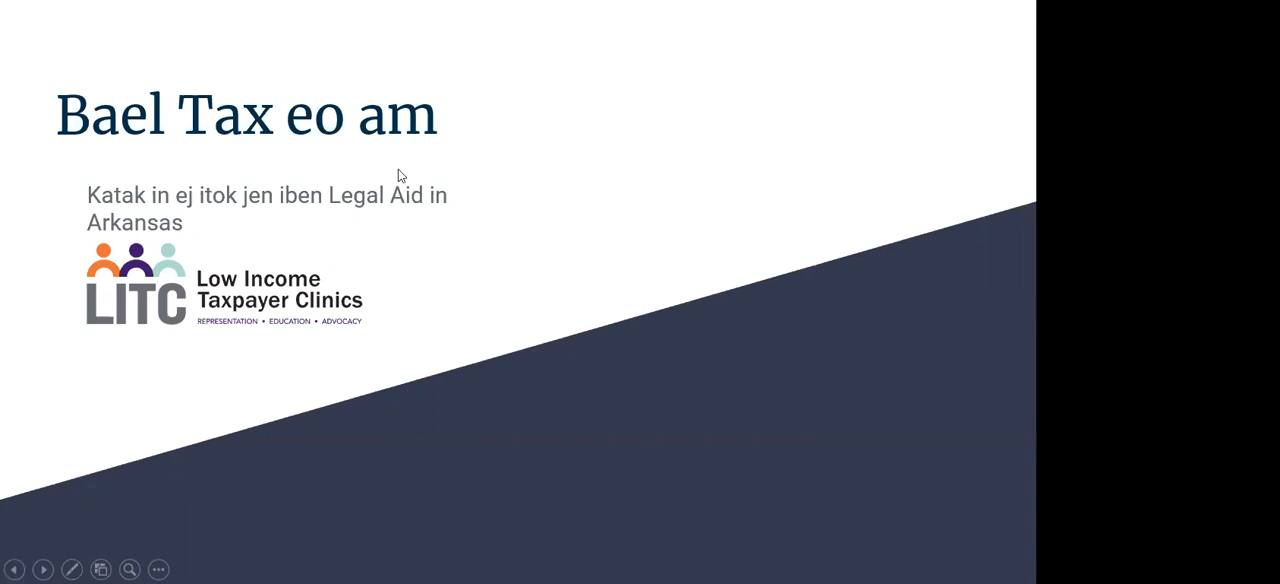 Bael Tax eo am
Katak in ej itok jen iben Legal Aid in
Arkansas
LITC
Low Income
Taxpayer Clinics
REPRESENTATION • EDUCATION • ADVOCACY